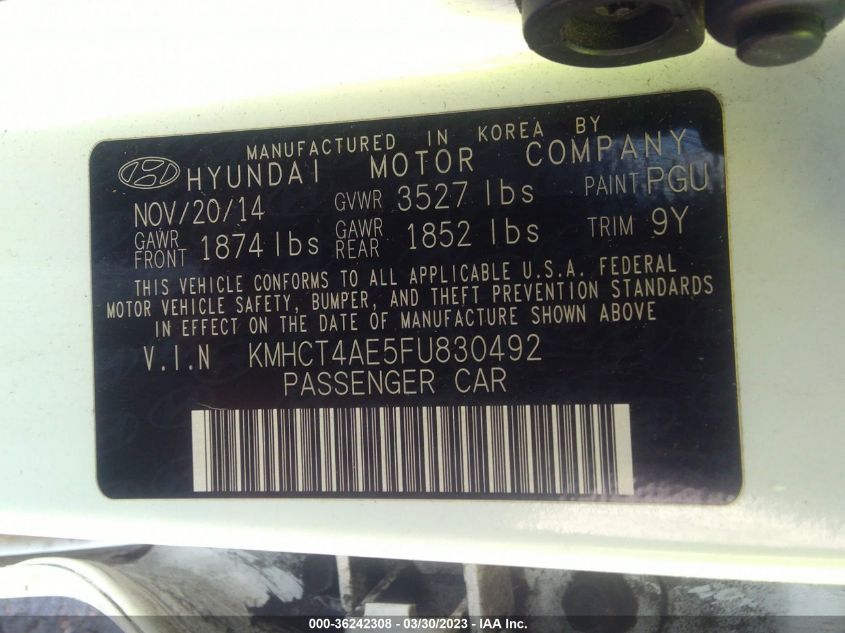 MANUFACTURED IN KOREA BY
HYUNDAI MOTOR COMPANY
NOV/20/14 GVWR 3527 lbs PAINT PGU
GAWR FRONT 1874 lbs GAWR REAR 1852 lbs TRIM 9Y
THIS VEHICLE CONFORMS TO ALL APPLICABLE U.S.A. FEDERAL
MOTOR VEHICLE SAFETY, BUMPER, AND THEFT PREVENTION STANDARDS
IN EFFECT ON THE DATE OF MANUFACTURE SHOWN ABOVE
V.I.N KMHCT4AE5FU830492
PASSENGER CAR
000-36242308 - 03/30/2023 - IAA Inc.